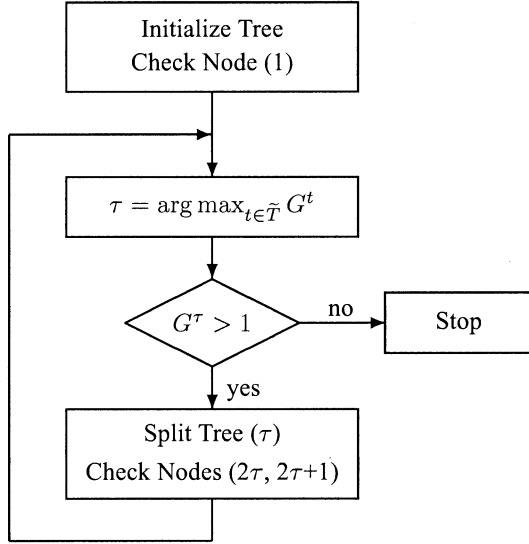 Initialize Tree
Check Node (1)
τ = arg max_{t∈T̃} G^t
G^τ > 1
no
Stop
yes
Split Tree (τ)
Check Nodes (2τ, 2τ+1)